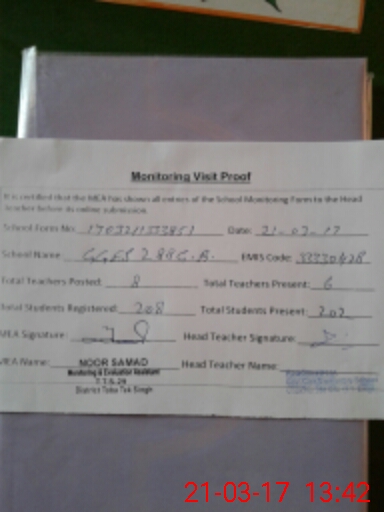 Monitoring Visit Proof
It is certified that the MEA has shown all entries of the School Monitoring Form to the Head
teacher before its online submission.
School Form No: Date: 21-03-17
School Name GGES 288 G.B. EMIS Code: 33330428
Total Teachers Posted: 8 Total Teachers Present: 6
Total Students Registered: 208 Total Students Present: 202
MEA Signature: Head Teacher Signature:
MEA Name: NOOR SAMAD Head Teacher Name:
Monitoring & Evaluation Assistant
T.T.S-29
District Toba Tek Singh
21-03-17 13:42